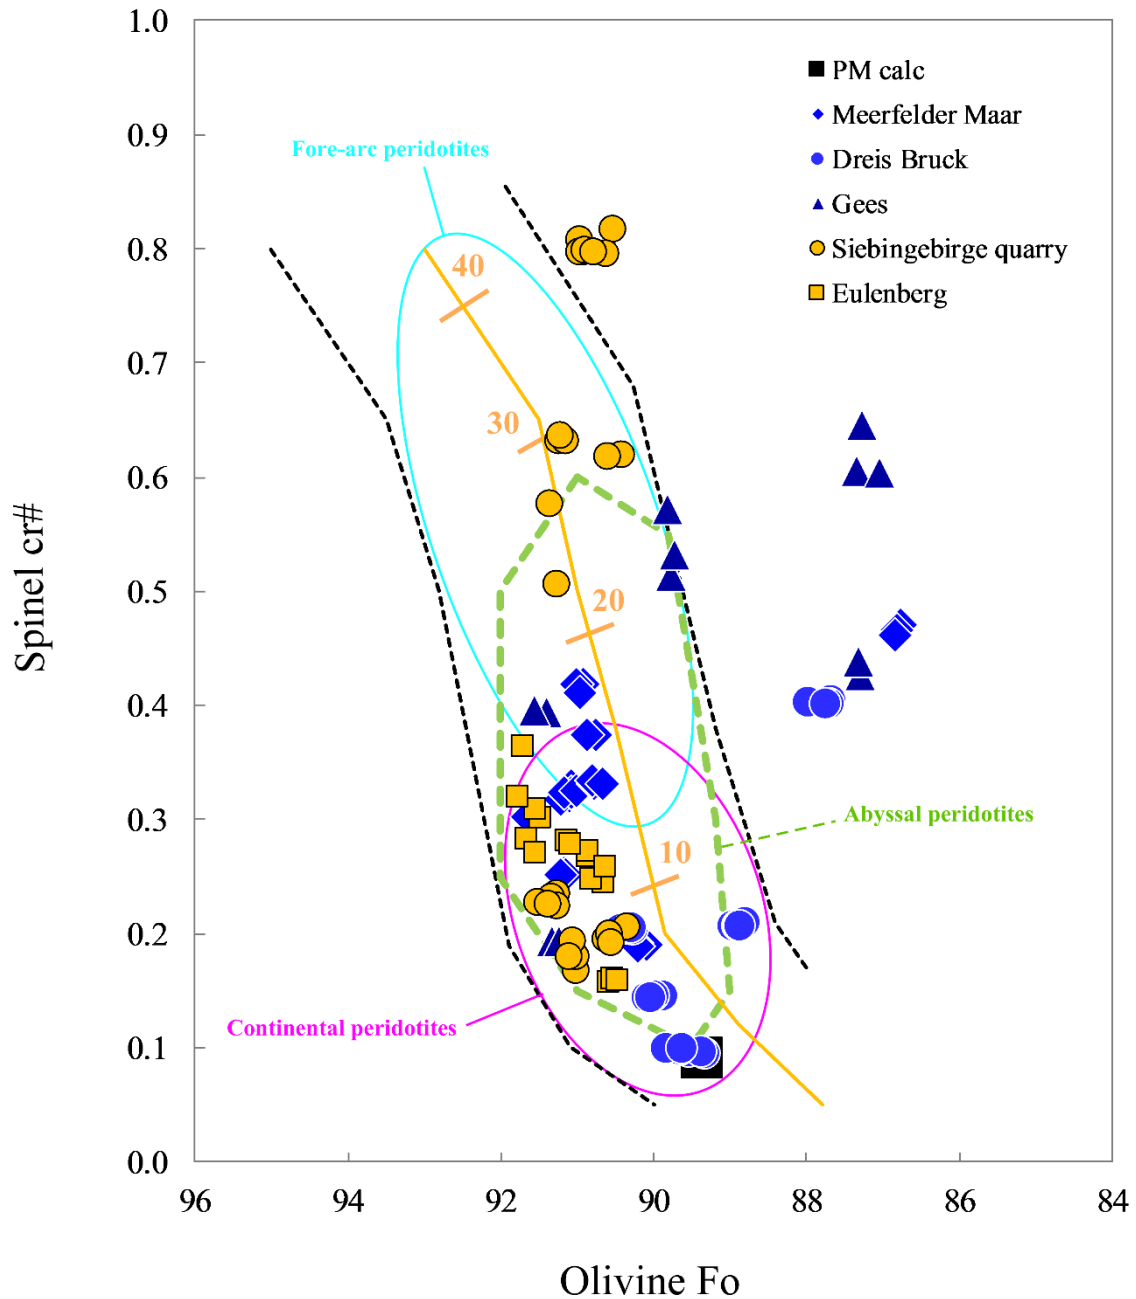 1.0
0.9
0.8
0.7
0.6
0.5
0.4
0.3
0.2
0.1
0.0
96
94
92
90
88
86
84
Spinel cr#
Olivine Fo
PM calc
Meerfelder Maar
Dreis Bruck
Gees
Siebingebirge quarry
Eulenberg
Fore-arc peridotites
40
30
20
10
Abyssal peridotites
Continental peridotites